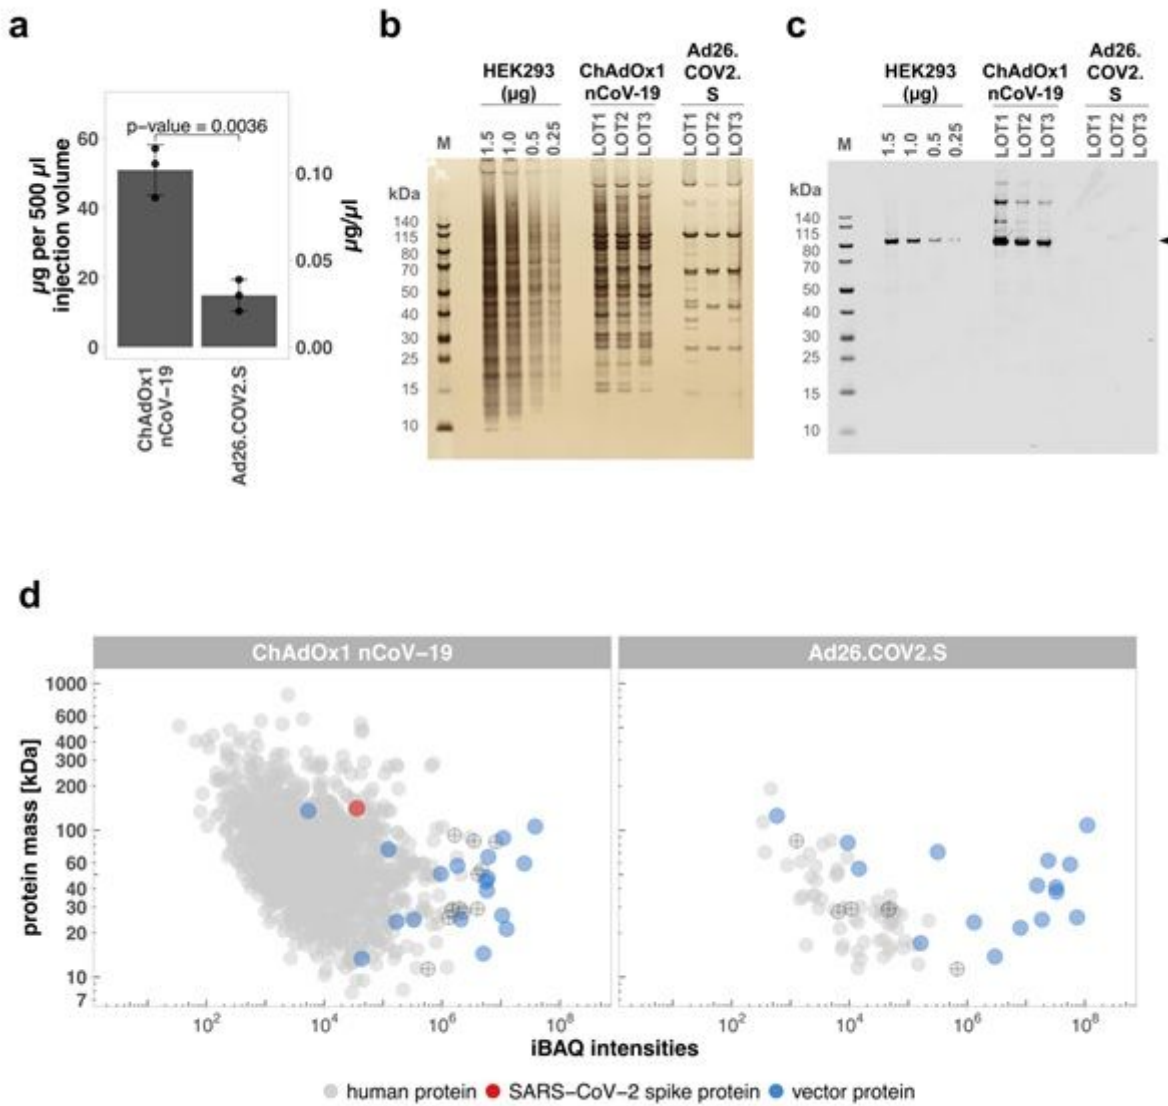 a
p−value = 0.0036
60
40
20
0
0.10
0.05
0.00
µg per 500 µl
injection volume
µg/µl
ChAdOx1
nCoV−19
Ad26.COV2.S
b
HEK293
(µg)
ChAdOx1
nCoV-19
Ad26.
COV2.
S
M
1.5
1.0
0.5
0.25
LOT1
LOT2
LOT3
LOT1
LOT2
LOT3
kDa
140
115
80
70
50
40
30
25
15
10
c
HEK293
(µg)
ChAdOx1
nCoV-19
Ad26.
COV2.
S
M
1.5
1.0
0.5
0.25
LOT1
LOT2
LOT3
LOT1
LOT2
LOT3
kDa
140
115
80
70
50
40
30
25
15
10
d
ChAdOx1 nCoV−19
Ad26.COV2.S
protein mass [kDa]
1000
600
400
300
200
100
60
40
30
20
10
7
10²
10⁴
10⁶
10⁸
10²
10⁴
10⁶
10⁸
iBAQ intensities
human protein
SARS−CoV−2 spike protein
vector protein